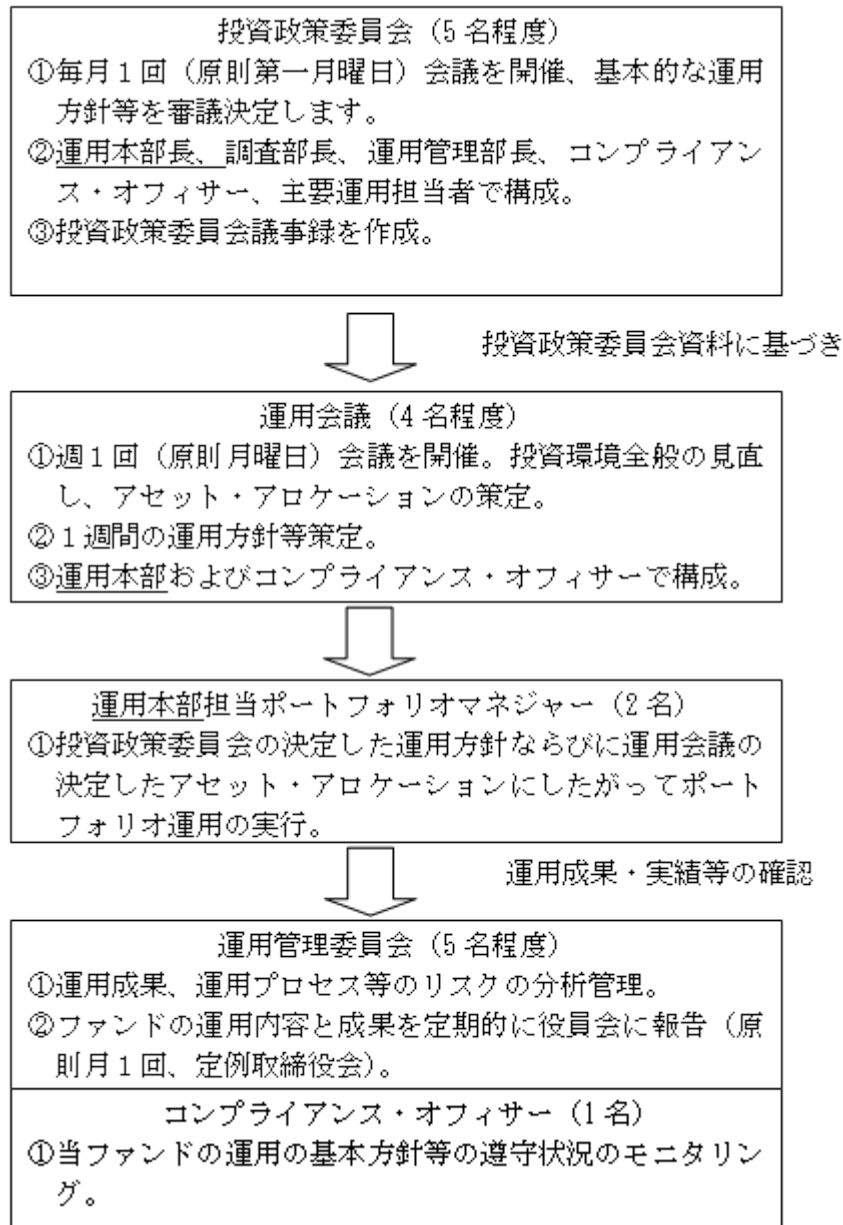 投資政策委員会（5名程度）
①毎月１回（原則第一月曜日）会議を開催、基本的な運用
方針等を審議決定します。
②運用本部長、調査部長、運用管理部長、コンプライアン
ス・オフィサー、主要運用担当者で構成。
③投資政策委員会議事録を作成。
投資政策委員会資料に基づき
運用会議（4名程度）
①週１回（原則月曜日）会議を開催。投資環境全般の見直
し、アセット・アロケーションの策定。
②１週間の運用方針等策定。
③運用本部およびコンプライアンス・オフィサーで構成。
運用本部担当ポートフォリオマネジャー（2名）
①投資政策委員会の決定した運用方針ならびに運用会議の
決定したアセット・アロケーションにしたがってポート
フォリオ運用の実行。
運用成果・実績等の確認
運用管理委員会（5名程度）
①運用成果、運用プロセス等のリスクの分析管理。
②ファンドの運用内容と成果を定期的に役員会に報告（原
則月１回、定例取締役会）。
コンプライアンス・オフィサー（1名）
①当ファンドの運用の基本方針等の遵守状況のモニタリン
グ。